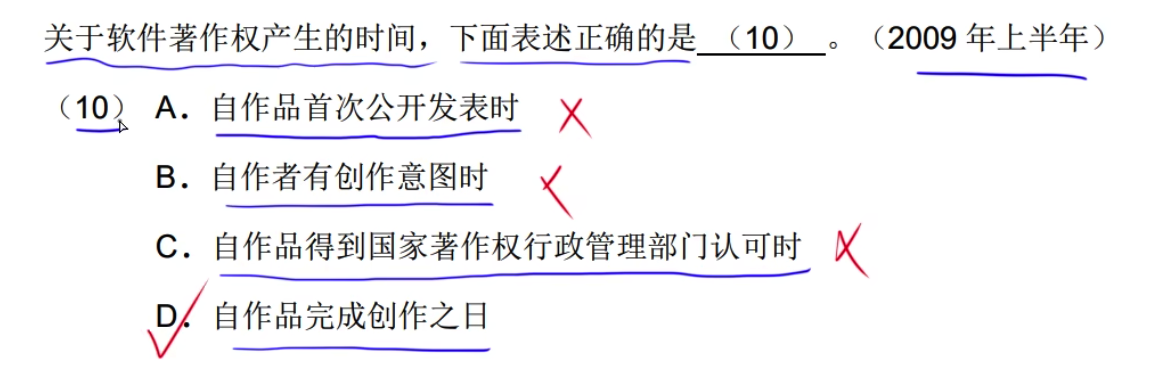 关于软件著作权产生的时间，下面表述正确的是 （10） 。（2009 年上半年）
（10） A．自作品首次公开发表时
B．自作者有创作意图时
C．自作品得到国家著作权行政管理部门认可时
D．自作品完成创作之日